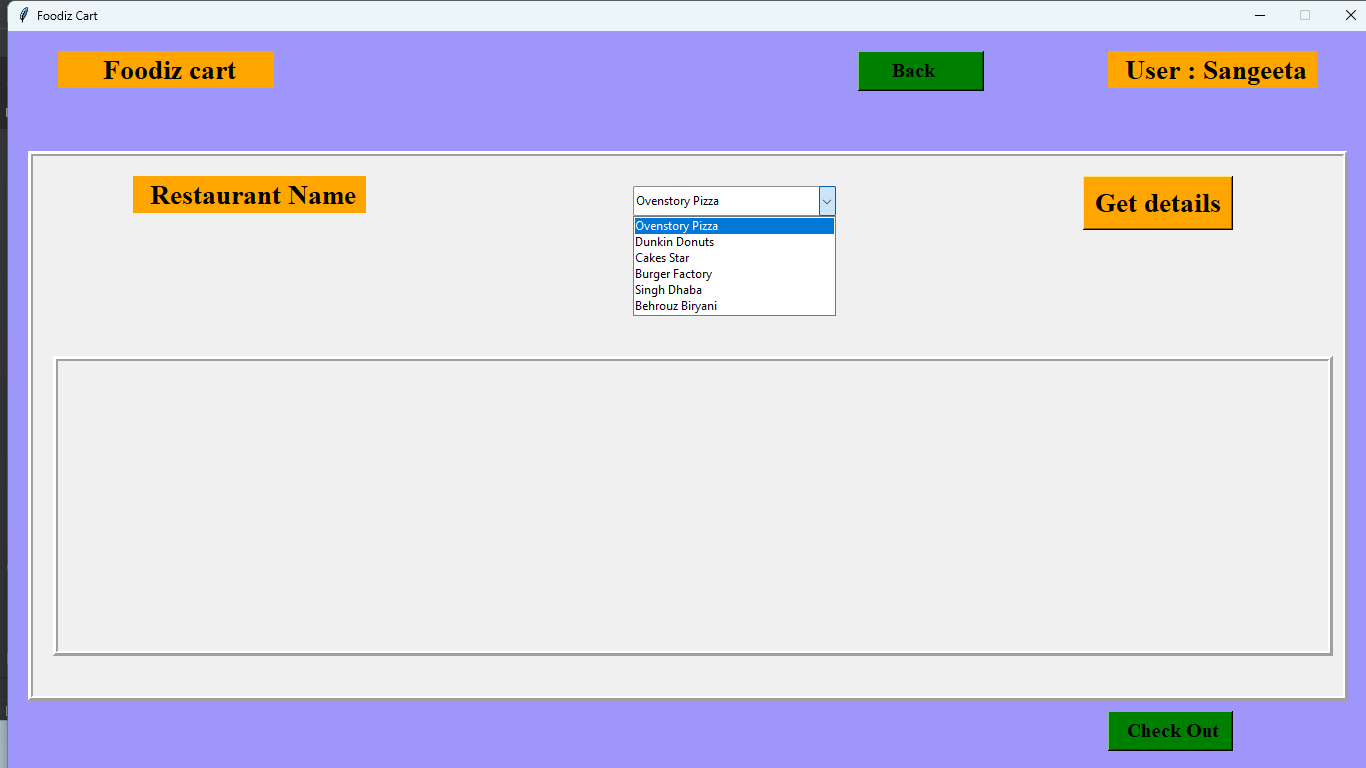 Foodiz Cart
Foodiz cart
Back
User : Sangeeta
Restaurant Name
Ovenstory Pizza
Get details
Ovenstory Pizza
Dunkin Donuts
Cakes Star
Burger Factory
Singh Dhaba
Behrouz Biryani
Check Out